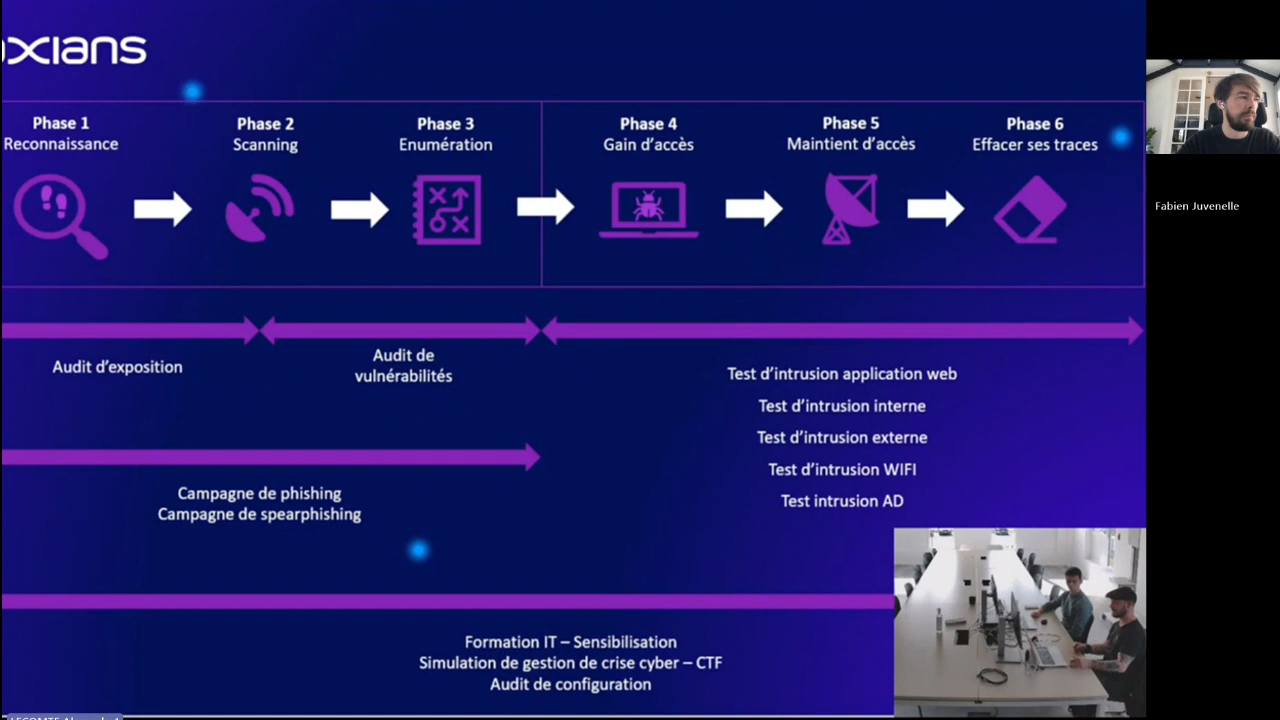 xians
Phase 1
Reconnaissance
Phase 2
Scanning
Phase 3
Enumération
Phase 4
Gain d'accès
Phase 5
Maintient d'accès
Phase 6
Effacer ses traces
Fabien Juvenelle
Audit d'exposition
Audit de
vulnérabilités
Test d'intrusion application web
Test d'intrusion interne
Test d'intrusion externe
Test d'intrusion WIFI
Test intrusion AD
Campagne de phishing
Campagne de spearphishing
Formation IT – Sensibilisation
Simulation de gestion de crise cyber – CTF
Audit de configuration